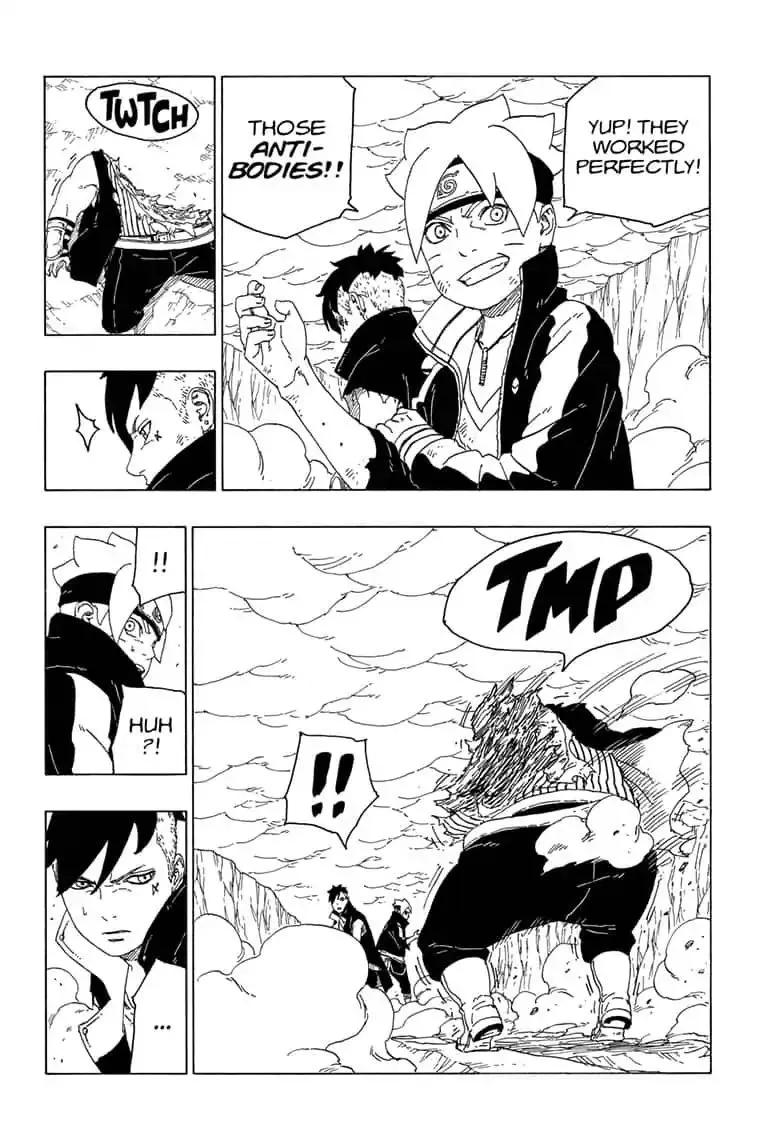 YUP! THEY
WORKED
PERFECTLY!
THOSE
ANTI-
BODIES!!
TWTCH
TMP
!!
!!
HUH
?!
...